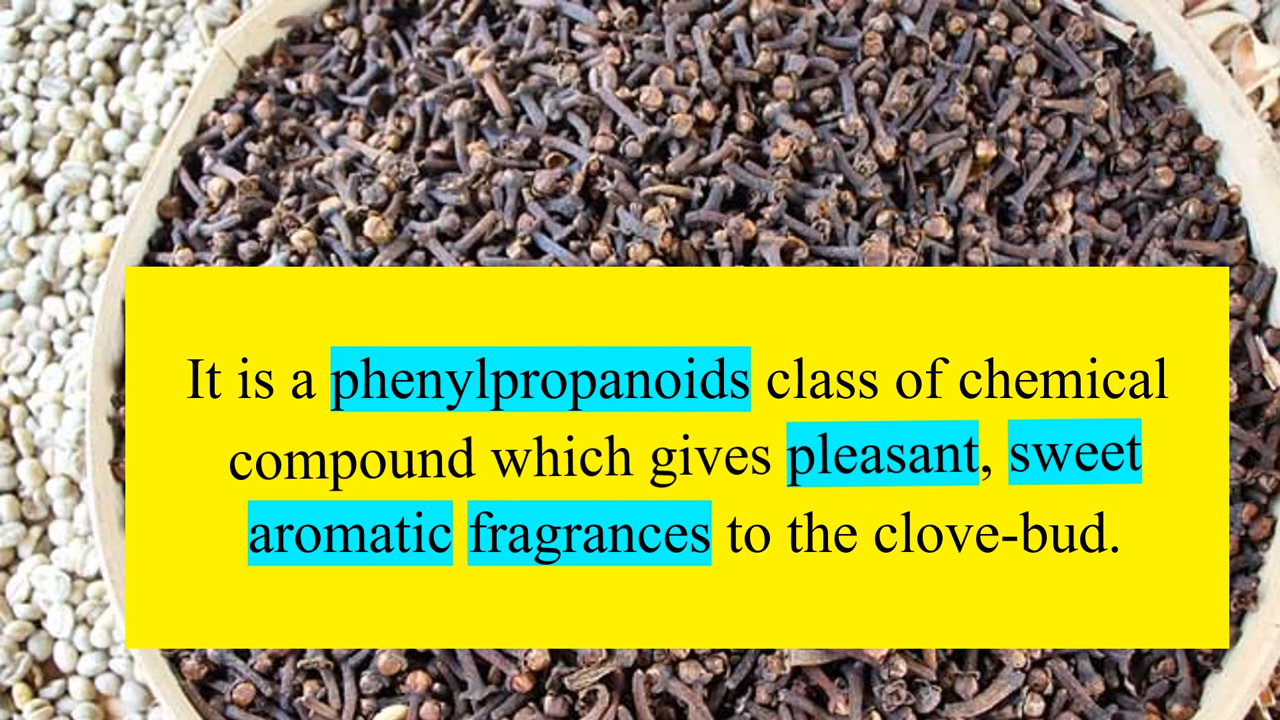 It is a phenylpropanoids class of chemical
compound which gives pleasant, sweet
aromatic fragrances to the clove-bud.